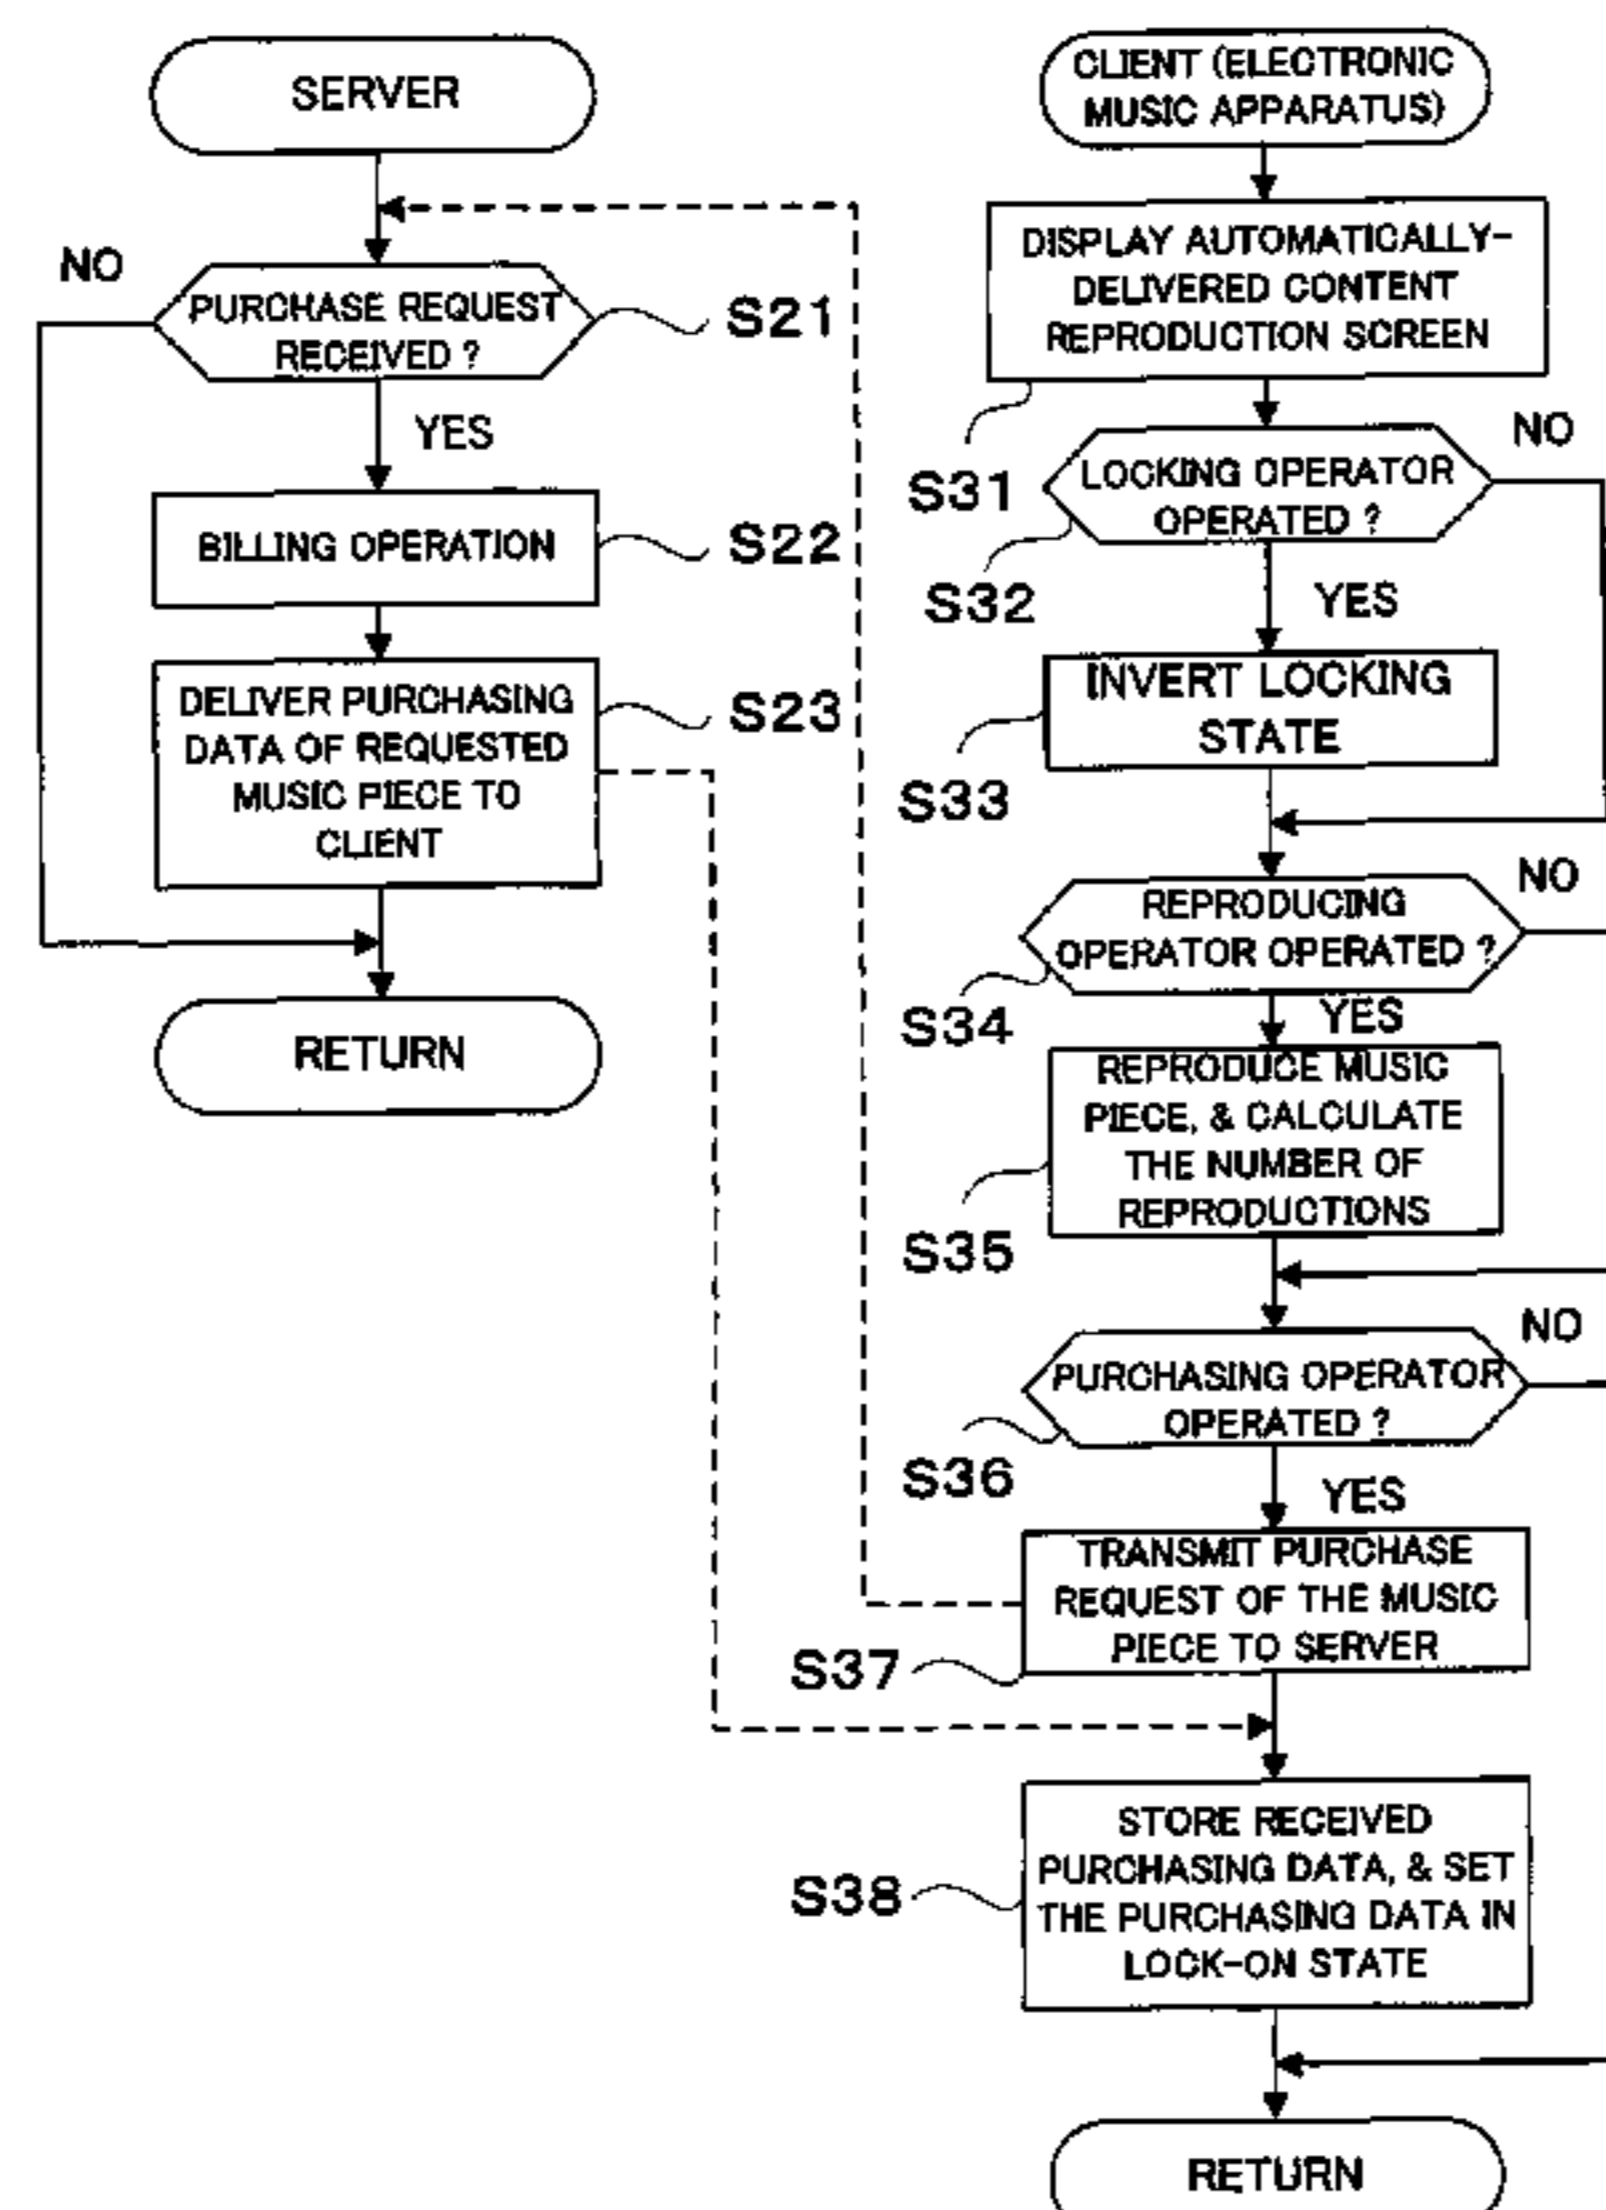 SERVER
NO
PURCHASE REQUEST
RECEIVED ?
S21
YES
BILLING OPERATION
S22
DELIVER PURCHASING
DATA OF REQUESTED
MUSIC PIECE TO
CLIENT
S23
RETURN
CLIENT (ELECTRONIC
MUSIC APPARATUS)
DISPLAY AUTOMATICALLY-
DELIVERED CONTENT
REPRODUCTION SCREEN
S31
NO
LOCKING OPERATOR
OPERATED ?
S32
YES
INVERT LOCKING
STATE
S33
NO
REPRODUCING
OPERATOR OPERATED ?
S34
YES
REPRODUCE MUSIC
PIECE, & CALCULATE
THE NUMBER OF
REPRODUCTIONS
S35
NO
PURCHASING OPERATOR
OPERATED ?
S36
YES
TRANSMIT PURCHASE
REQUEST OF THE MUSIC
PIECE TO SERVER
S37
STORE RECEIVED
PURCHASING DATA, & SET
THE PURCHASING DATA IN
LOCK-ON STATE
S38
RETURN